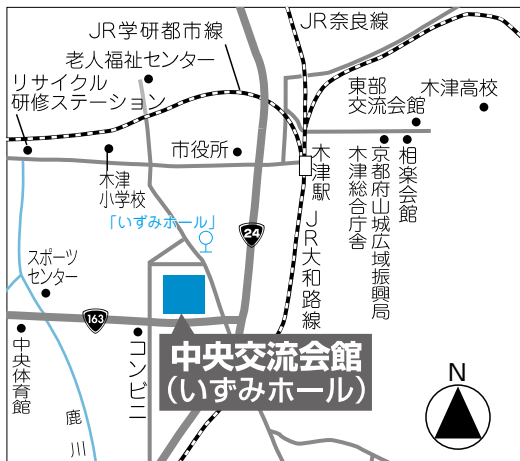 JR学研都市線
JR奈良線
老人福祉センター
リサイクル
研修ステーション
東部
交流会館
木津高校
市役所
木津
小学校
木津駅
木津総合庁舎
京都府山城広域振興局
相楽会館
「いずみホール」
24
JR大和路線
スポーツ
センター
163
中央体育館
コンビニ
中央交流会館
(いずみホール)
鹿川
N